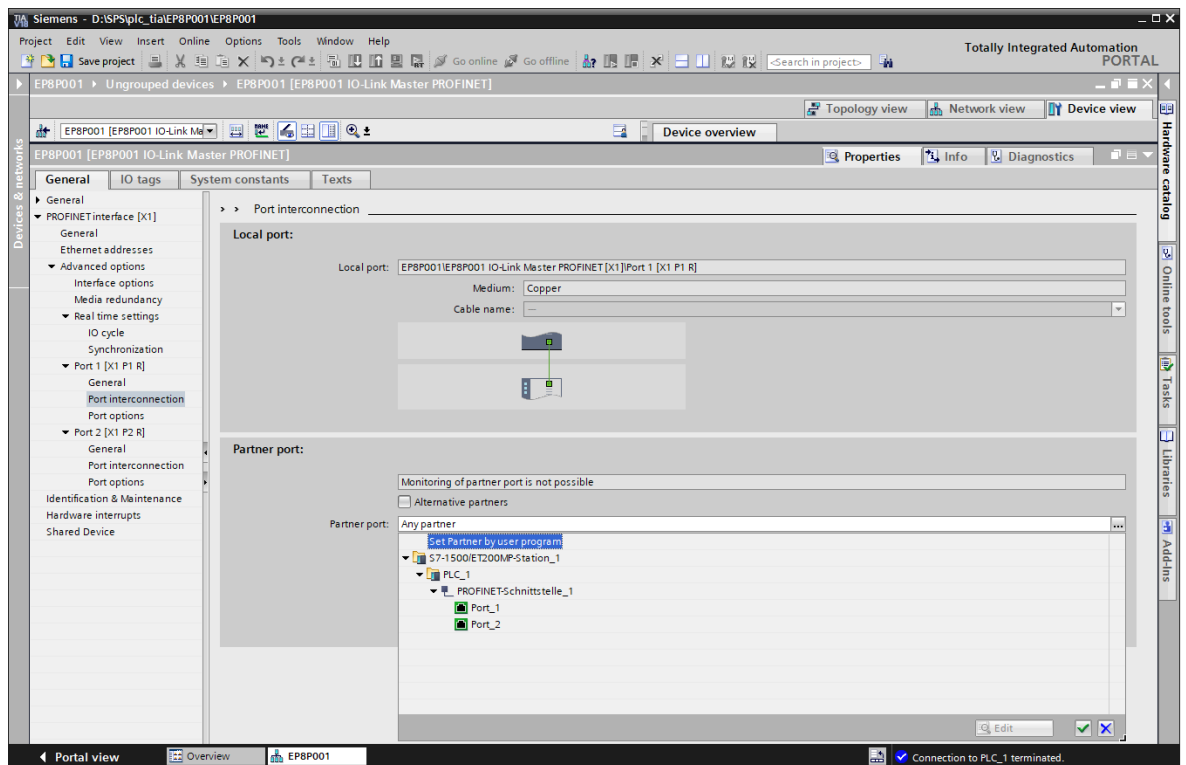 Siemens - D:\SPS\plc_tia\EP8P001\EP8P001
Project Edit View Insert Online Options Tools Window Help
Totally Integrated Automation
PORTAL
Save project Go online Go offline <Search in project>
EP8P001 Ungrouped devices EP8P001 [EP8P001 IO-Link Master PROFINET]
Topology view Network view Device view
EP8P001 [EP8P001 IO-Link Ma
Device overview
EP8P001 [EP8P001 IO-Link Master PROFINET]
Properties Info Diagnostics
General IO tags System constants Texts
General
PROFINET interface [X1]
General
Ethernet addresses
Advanced options
Interface options
Media redundancy
Real time settings
IO cycle
Synchronization
Port 1 [X1 P1 R]
General
Port interconnection
Port options
Port 2 [X1 P2 R]
General
Port interconnection
Port options
Identification & Maintenance
Hardware interrupts
Shared Device
> > Port interconnection
Local port:
Local port: EP8P001\EP8P001 IO-Link Master PROFINET [X1]\Port 1 [X1 P1 R]
Medium: Copper
Cable name: ---
Partner port:
Monitoring of partner port is not possible
Alternative partners
Partner port: Any partner ...
Set Partner by user program
S7-1500/ET200MP-Station_1
PLC_1
PROFINET-Schnittstelle_1
Port_1
Port_2
Edit
Devices & networks
Hardware catalog
Online tools
Tasks
Libraries
Add-Ins
Portal view Overview EP8P001 Connection to PLC_1 terminated.